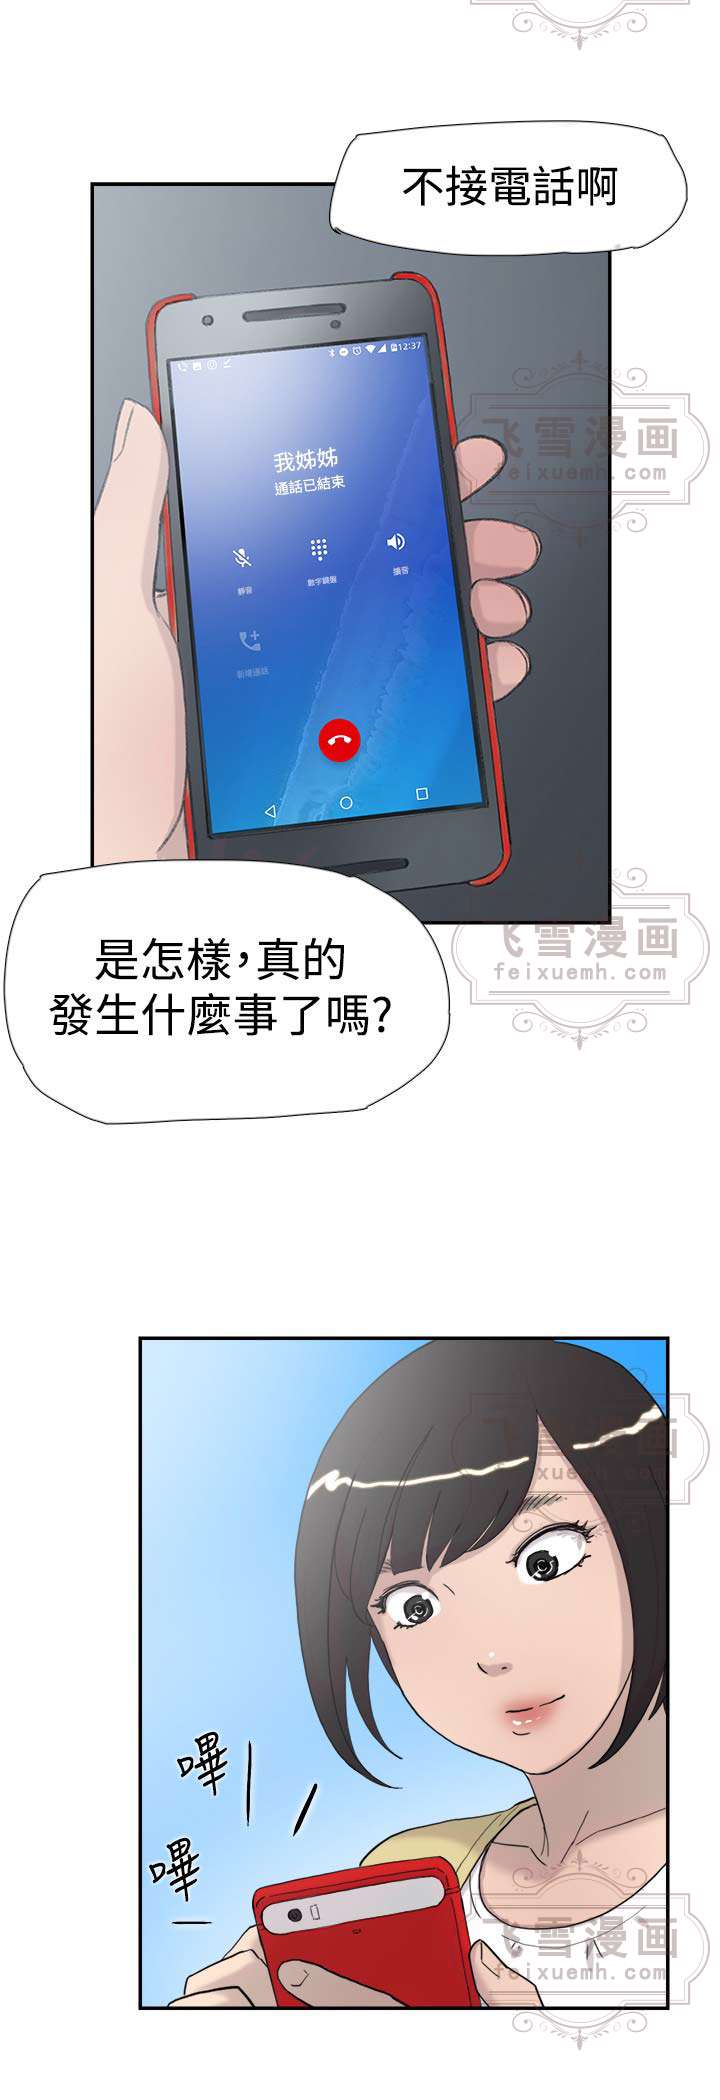 不接電話啊
12:37
我姊姊
通話已結束
靜音
數字鍵盤
擴音
新增通話
飞雪漫画
feixuemh.com
是怎樣,真的
發生什麼事了嗎?
飞雪漫画
feixuemh.com
飞雪漫画
feixuemh.com
嗶
嗶
飞雪漫画
feixuemh.com